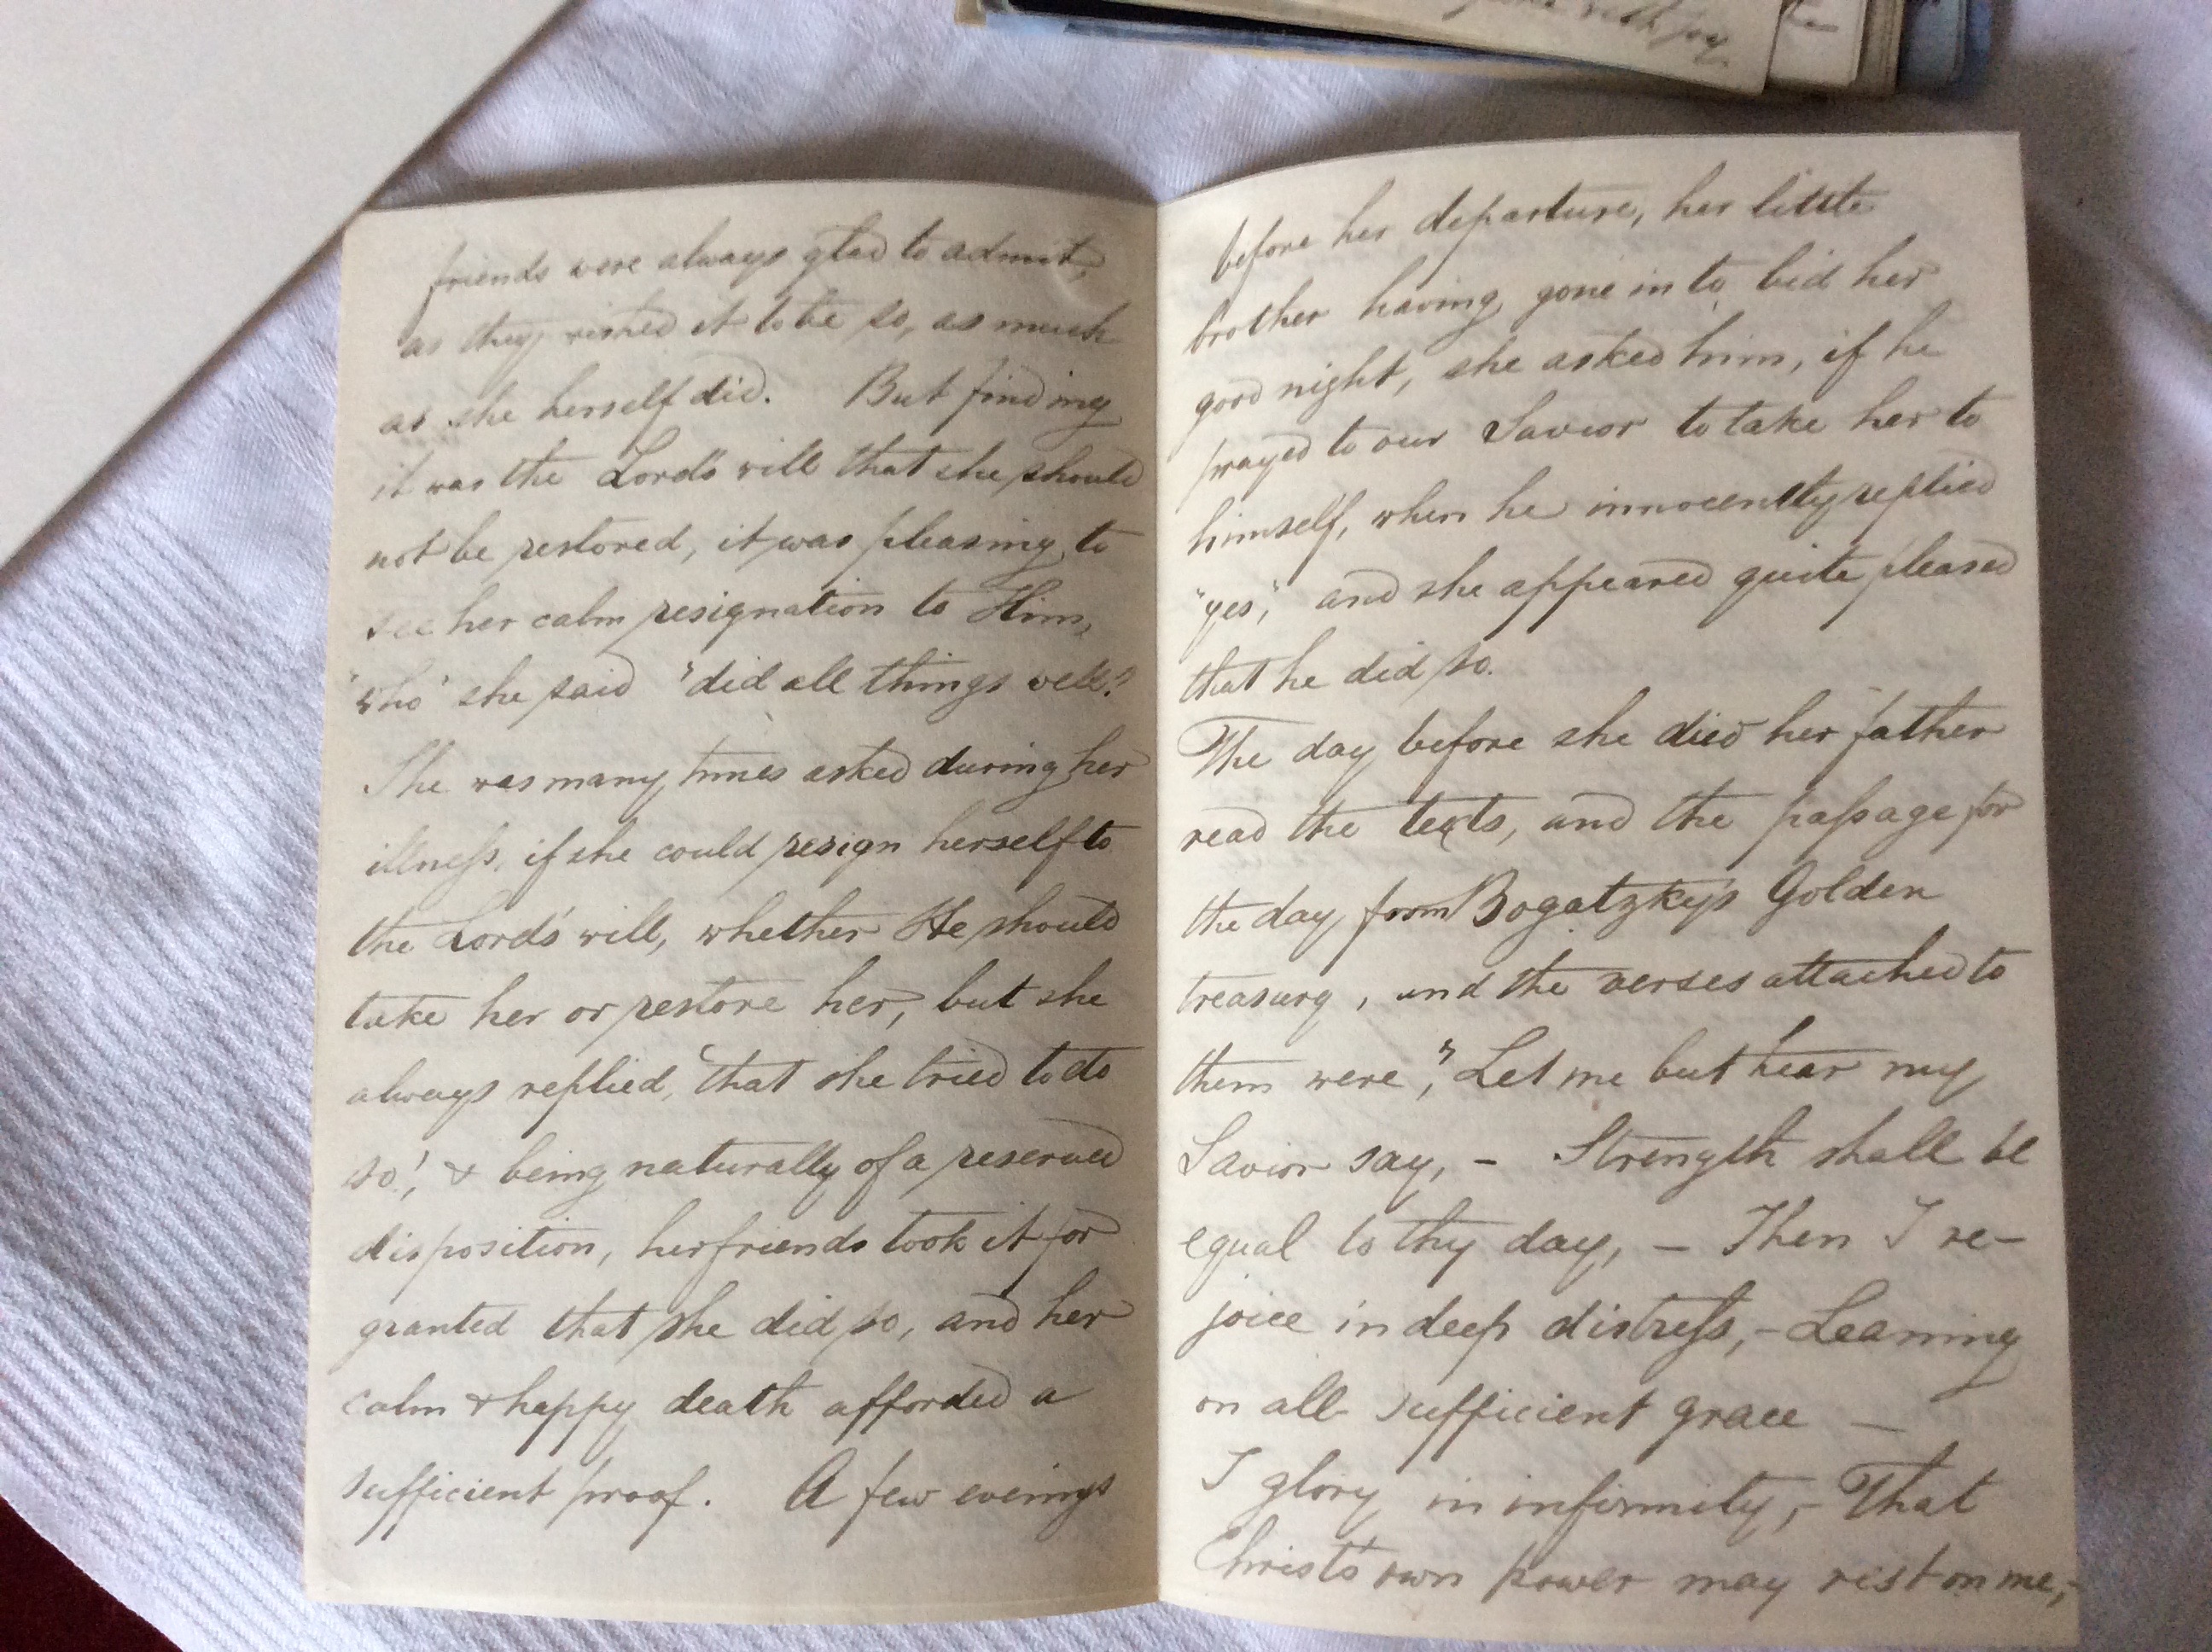 with joy.
friends were always glad to admit,
as they wished it to be so, as much
as she herself did. But finding
it was the Lord's will that she should
not be restored, it was pleasing to
see her calm resignation to Him,
"who" she said "did all things well."
She was many times asked during her
illness, if she could resign herself to
the Lord's will, whether He should
take her or restore her, but she
always replied, "that she tried to do
so", & being naturally of a reserved
disposition, her friends took it for
granted that she did so, and her
calm & happy death afforded a
sufficient proof. A few evenings
before her departure, her little
brother having gone in to bid her
good night, she asked him, if he
prayed to our Savior to take her to
himself, when he innocently replied
"yes", and she appeared quite pleased
that he did so.
The day before she died her father
read the texts, and the passage for
the day from Bogatzky's Golden
treasury, and the verses attached to
them were, "Let me but hear my
Savior say, – Strength shall be
equal to thy day, – Then I re-
joice in deep distress, – Leaning
on all sufficient grace –
I glory in infirmity, – That
Christ's own power may rest on me, –